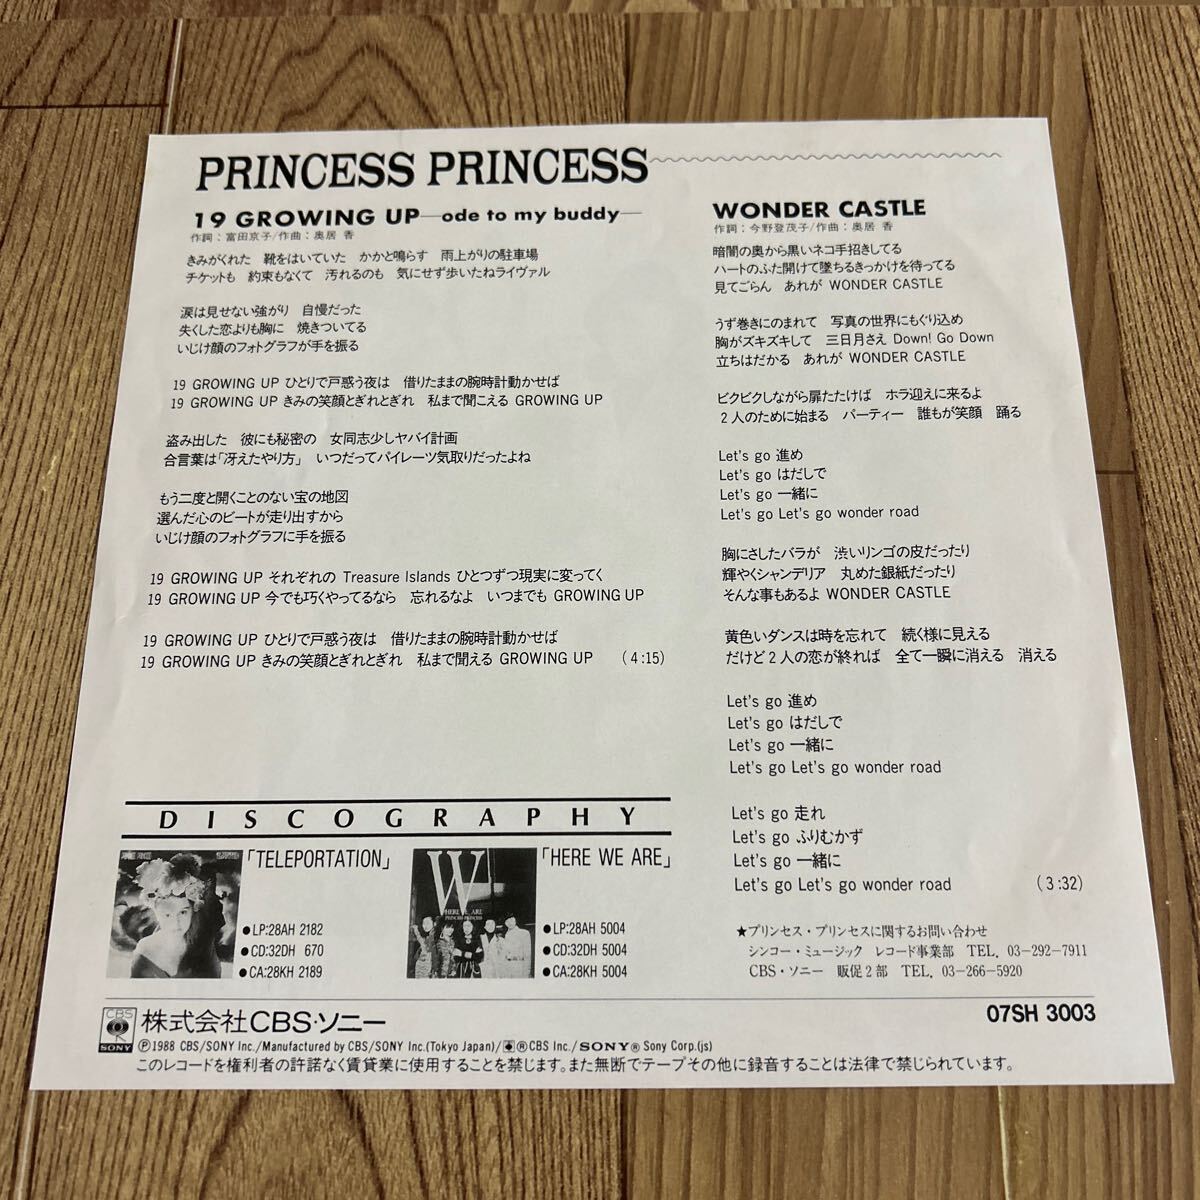 PRINCESS PRINCESS
19 GROWING UP—ode to my buddy—
作詞：富田京子/作曲：奥居 香
きみがくれた　靴をはいていた　かかと鳴らす　雨上がりの駐車場
チケットも　約束もなくて　汚れるのも　気にせず歩いたねライヴァル
涙は見せない強がり　自慢だった
失くした恋よりも胸に　焼きついてる
いじけ顔のフォトグラフが手を振る
19 GROWING UP ひとりで戸惑う夜は　借りたままの腕時計動かせば
19 GROWING UP きみの笑顔とぎれとぎれ　私まで聞こえる GROWING UP
盗み出した　彼にも秘密の　女同志少しヤバイ計画
合言葉は「冴えたやり方」　いつだってパイレーツ気取りだったよね
もう二度と開くことのない宝の地図
選んだ心のビートが走り出すから
いじけ顔のフォトグラフに手を振る
19 GROWING UP それぞれの Treasure Islands ひとつずつ現実に変ってく
19 GROWING UP 今でも巧くやってるなら　忘れるなよ　いつまでも GROWING UP
19 GROWING UP ひとりで戸惑う夜は　借りたままの腕時計動かせば
19 GROWING UP きみの笑顔とぎれとぎれ　私まで聞える GROWING UP　(4:15)
WONDER CASTLE
作詞：今野登茂子/作曲：奥居 香
暗闇の奥から黒いネコ手招きしてる
ハートのふた開けて墜ちるきっかけを待ってる
見てごらん　あれが WONDER CASTLE
うず巻きにのまれて　写真の世界にもぐり込め
胸がズキズキして　三日月さえ Down! Go Down
立ちはだかる　あれが WONDER CASTLE
ビクビクしながら扉たたけば　ホラ迎えに来るよ
2人のために始まる　パーティー　誰もが笑顔　踊る
Let's go 進め
Let's go はだしで
Let's go 一緒に
Let's go Let's go wonder road
胸にさしたバラが　渋いリンゴの皮だったり
輝やくシャンデリア　丸めた銀紙だったり
そんな事もあるよ WONDER CASTLE
黄色いダンスは時を忘れて　続く様に見える
だけど2人の恋が終れば　全て一瞬に消える　消える
Let's go 進め
Let's go はだしで
Let's go 一緒に
Let's go Let's go wonder road
Let's go 走れ
Let's go ふりむかず
Let's go 一緒に
Let's go Let's go wonder road　(3:32)
DISCOGRAPHY
「TELEPORTATION」
●LP:28AH 2182
●CD:32DH 670
●CA:28KH 2189
W
HERE WE ARE
PRINCESS PRINCESS
「HERE WE ARE」
●LP:28AH 5004
●CD:32DH 5004
●CA:28KH 5004
★プリンセス・プリンセスに関するお問い合わせ
シンコー・ミュージック　レコード事業部　TEL. 03-292-7911
CBS・ソニー　販促2部　TEL. 03-266-5920
CBS
SONY
株式会社CBS・ソニー
07SH 3003
Ⓟ1988 CBS/SONY Inc./Manufactured by CBS/SONY Inc.(Tokyo Japan)/®CBS Inc./SONY® Sony Corp.(js)
このレコードを権利者の許諾なく賃貸業に使用することを禁じます。また無断でテープその他に録音することは法律で禁じられています。